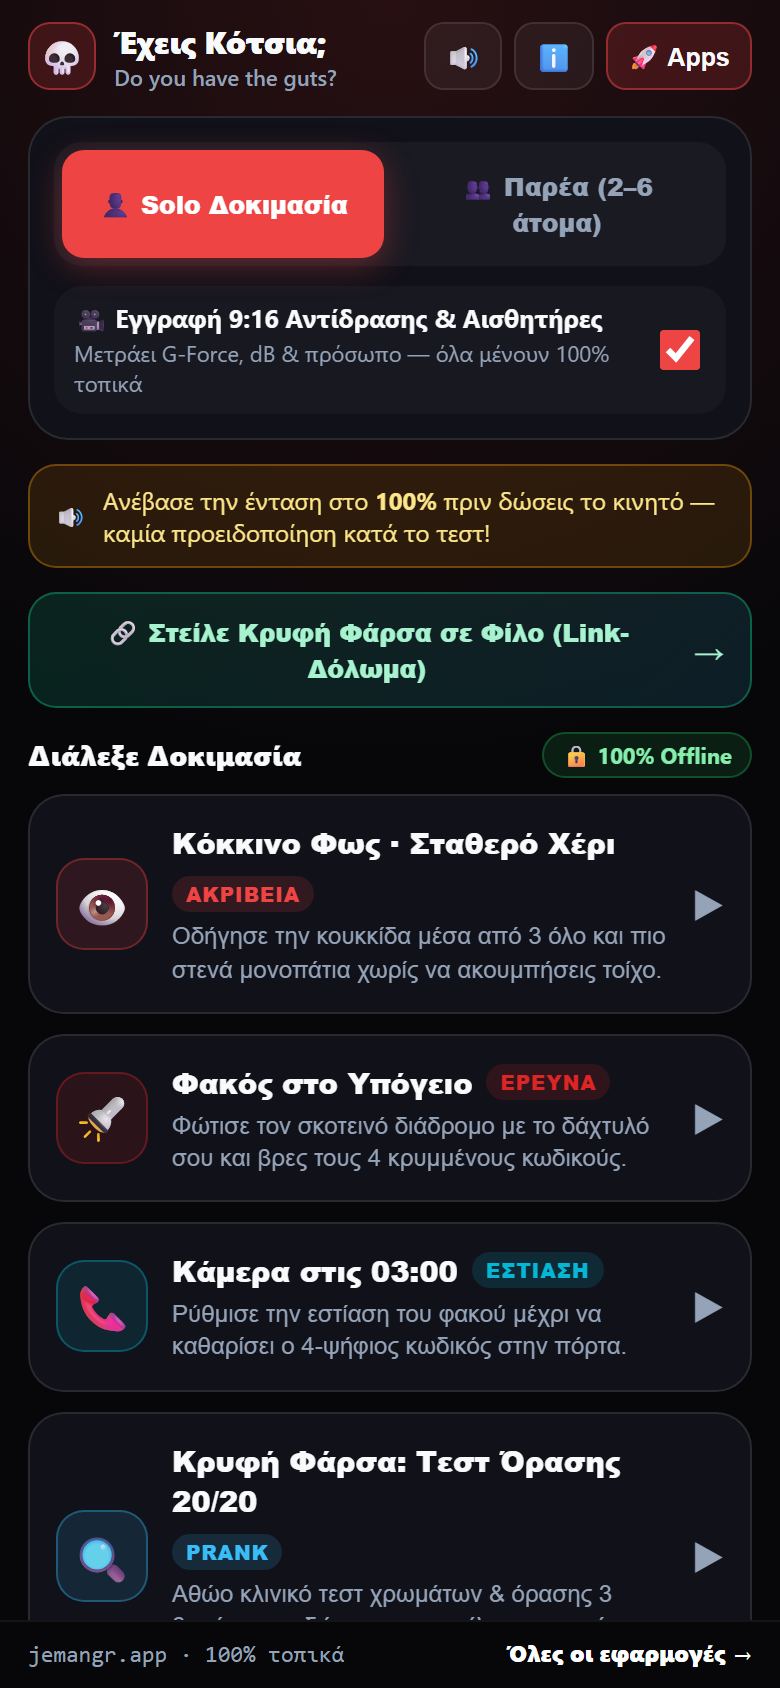 Έχεις Κότσια;
Do you have the guts?
Apps
Solo Δοκιμασία
Παρέα (2–6
άτομα)
Εγγραφή 9:16 Αντίδρασης & Αισθητήρες
Μετράει G-Force, dB & πρόσωπο — όλα μένουν 100%
τοπικά
Ανέβασε την ένταση στο 100% πριν δώσεις το κινητό —
καμία προειδοποίηση κατά το τεστ!
Στείλε Κρυφή Φάρσα σε Φίλο (Link-
Δόλωμα) →
Διάλεξε Δοκιμασία
100% Offline
Κόκκινο Φως · Σταθερό Χέρι
ΑΚΡΙΒΕΙΑ
Οδήγησε την κουκκίδα μέσα από 3 όλο και πιο
στενά μονοπάτια χωρίς να ακουμπήσεις τοίχο.
Φακός στο Υπόγειο ΕΡΕΥΝΑ
Φώτισε τον σκοτεινό διάδρομο με το δάχτυλό
σου και βρες τους 4 κρυμμένους κωδικούς.
Κάμερα στις 03:00 ΕΣΤΙΑΣΗ
Ρύθμισε την εστίαση του φακού μέχρι να
καθαρίσει ο 4-ψήφιος κωδικός στην πόρτα.
Κρυφή Φάρσα: Τεστ Όρασης
20/20
PRANK
Αθώο κλινικό τεστ χρωμάτων & όρασης 3
jemangr.app · 100% τοπικά
Όλες οι εφαρμογές →